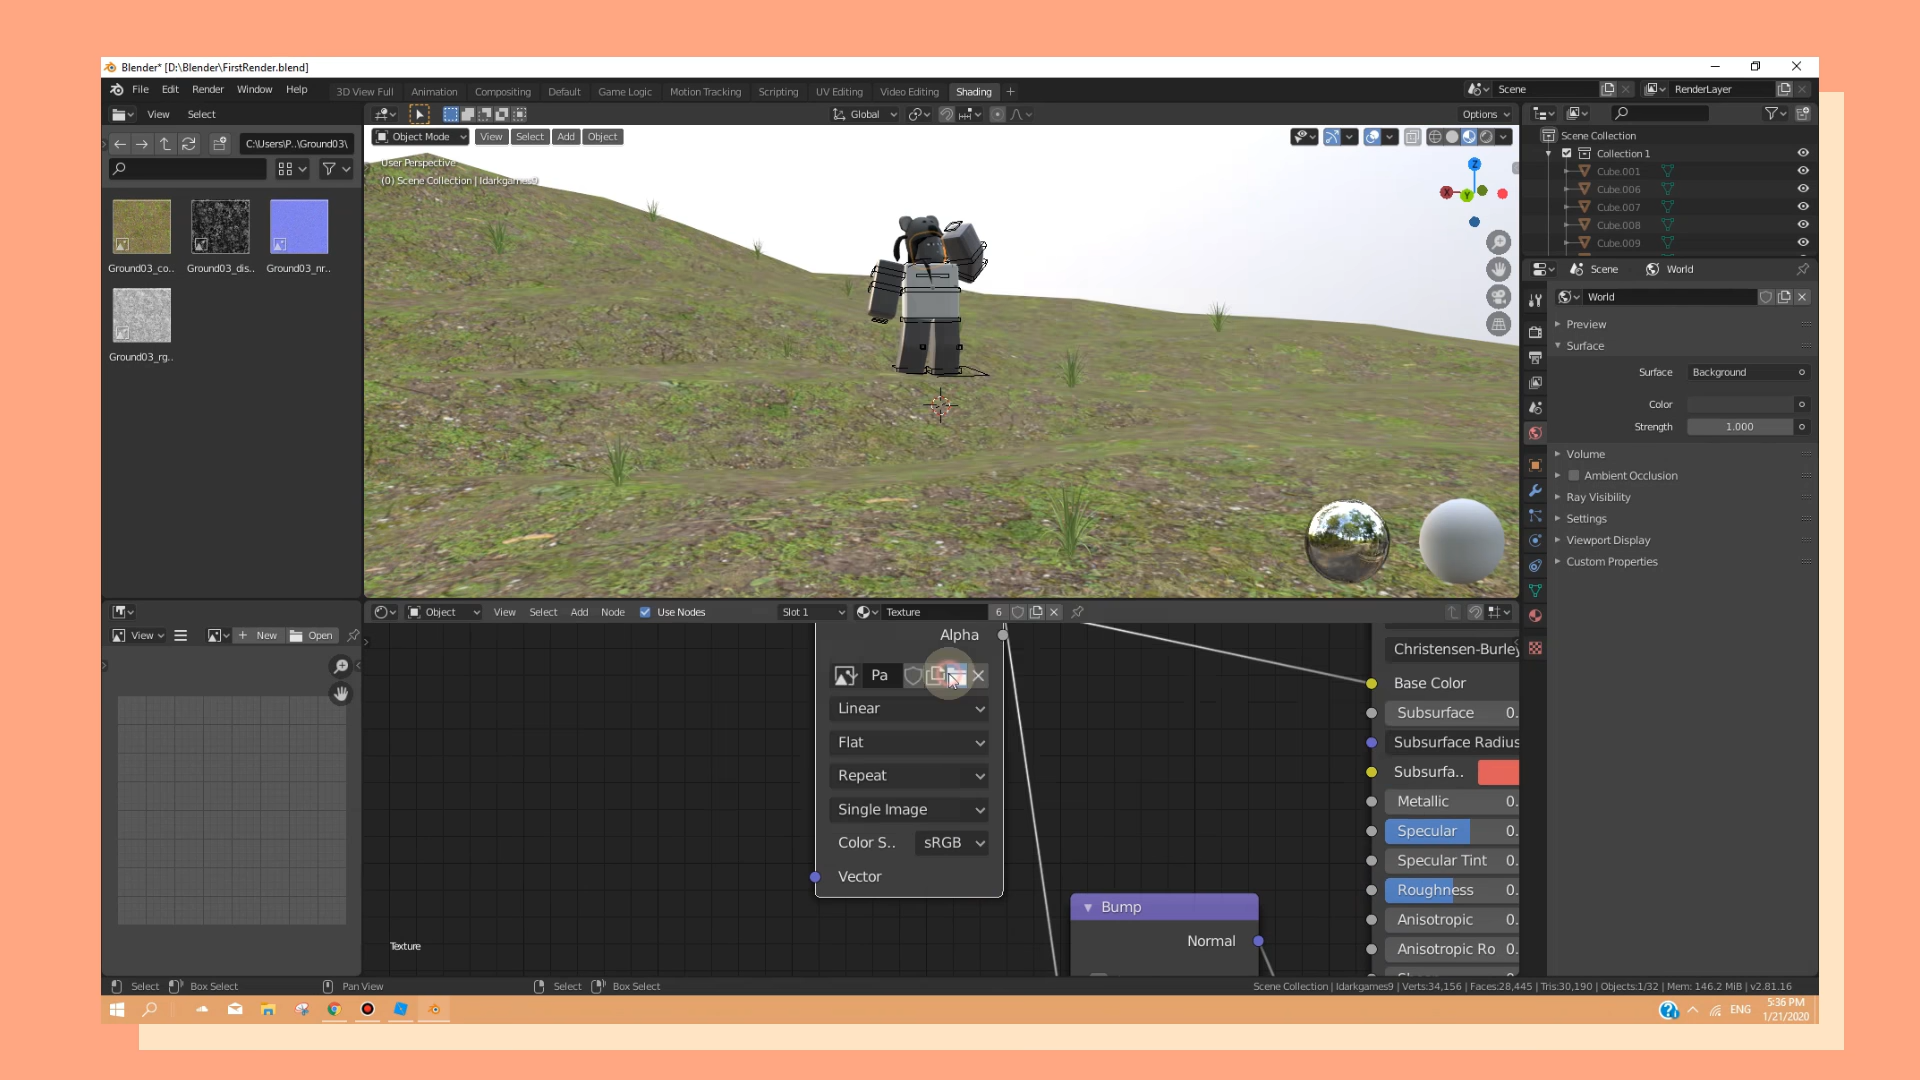 Blender* [D:\Blender\FirstRender.blend]
File Edit Render Window Help
3D View Full Animation Compositing Default Game Logic Motion Tracking Scripting UV Editing Video Editing Shading +
Scene
RenderLayer
View Select
Global
Options
C:\Users\P..\Ground03\
Object Mode View Select Add Object
User Perspective
(0) Scene Collection | Idarkgames9
Z
X
Y
Ground03_co..
Ground03_dis..
Ground03_nr..
Ground03_rg..
Scene Collection
Collection 1
Cube.001
Cube.006
Cube.007
Cube.008
Cube.009
Scene World
World
Preview
Surface
Surface Background
Color
Strength 1.000
Volume
Ambient Occlusion
Ray Visibility
Settings
Viewport Display
Custom Properties
Object View Select Add Node Use Nodes Slot 1 Texture 6
View + New Open
Alpha
Pa
Linear
Flat
Repeat
Single Image
Color S.. sRGB
Vector
Bump
Normal
Christensen-Burley
Base Color
Subsurface 0.
Subsurface Radius
Subsurfa..
Metallic 0.
Specular 0.
Specular Tint 0.
Roughness 0.
Anisotropic 0.
Anisotropic Ro 0.
Texture
Select Box Select Pan View Select Box Select
Scene Collection | Idarkgames9 | Verts:34,156 | Faces:28,445 | Tris:30,190 | Objects:1/32 | Mem: 146.2 MiB | v2.81.16
ENG
5:36 PM
1/21/2020